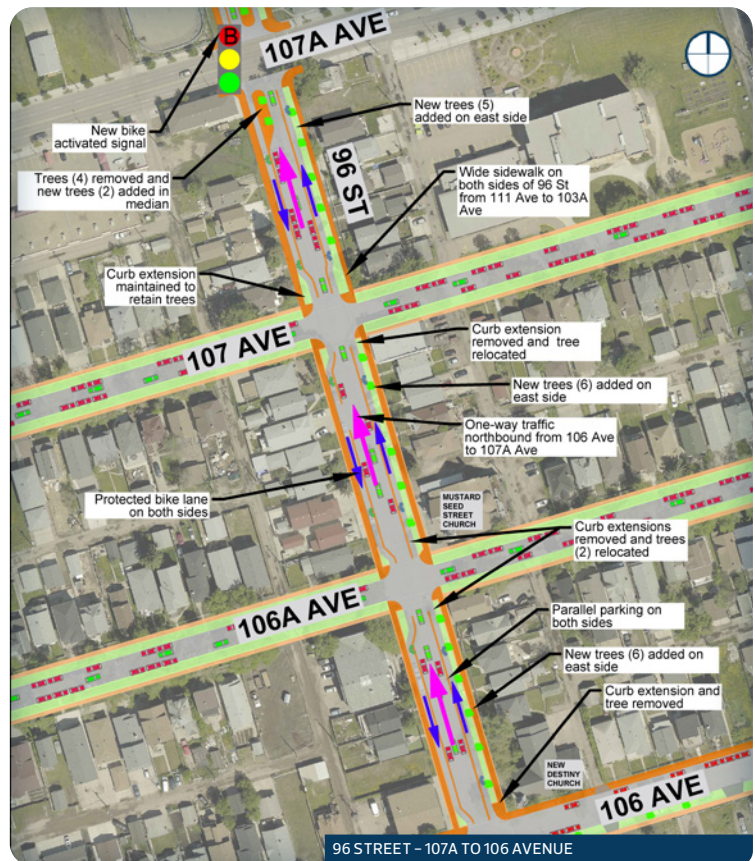 107A AVE
B
New bike
activated signal
New trees (5)
added on east side
Trees (4) removed and
new trees (2) added in
median
96 ST
Wide sidewalk on
both sides of 96 St
from 111 Ave to 103A
Ave
Curb extension
maintained to
retain trees
107 AVE
Curb extension
removed and tree
relocated
New trees (6) added on
east side
One-way traffic
northbound from 106 Ave
to 107A Ave
Protected bike lane
on both sides
MUSTARD
SEED
STREET
CHURCH
Curb extensions
removed and trees
(2) relocated
106A AVE
Parallel parking on
both sides
New trees (6) added on
east side
Curb extension and
tree removed
NEW
DESTINY
CHURCH
106 AVE
96 STREET – 107A TO 106 AVENUE